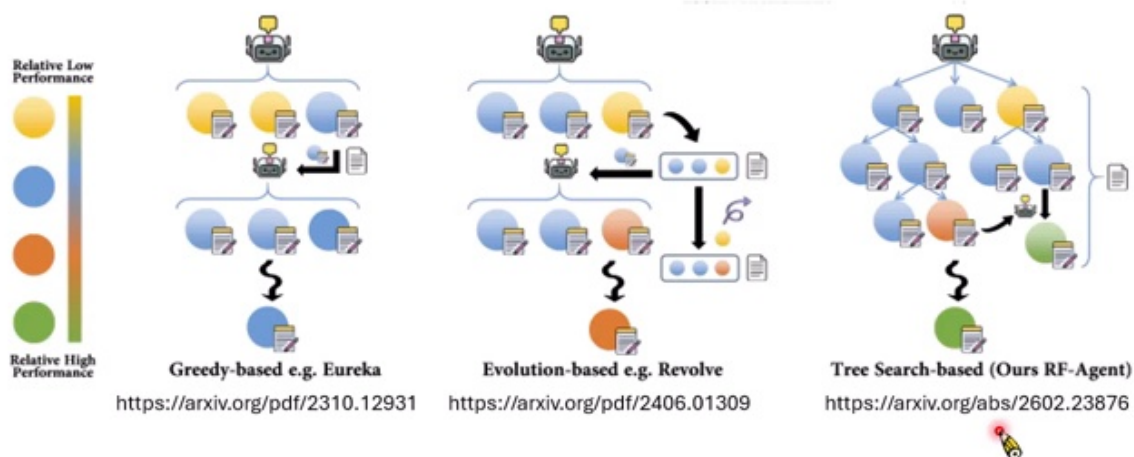 Relative Low
Performance
Relative High
Performance
Greedy-based e.g. Eureka
https://arxiv.org/pdf/2310.12931
Evolution-based e.g. Revolve
https://arxiv.org/pdf/2406.01309
Tree Search-based (Ours RF-Agent)
https://arxiv.org/abs/2602.23876